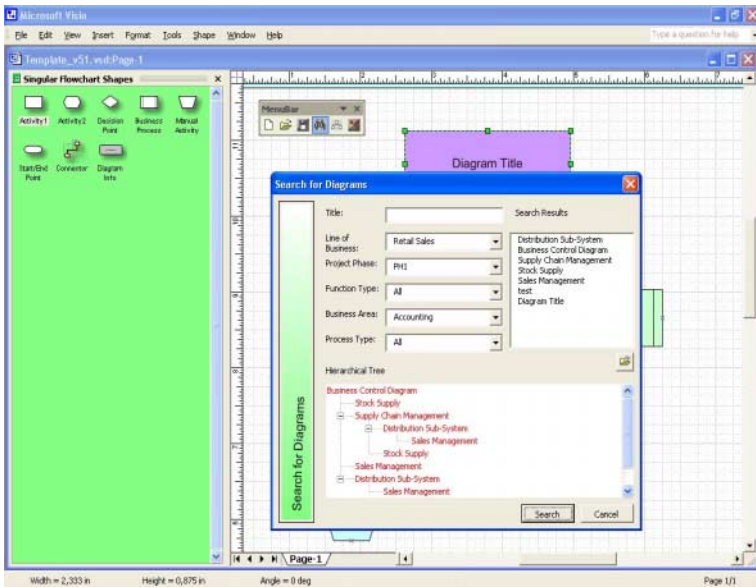 Microsoft Visio
File Edit View Insert Format Tools Shape Window Help
Type a question for help
Template_v51.vsd:Page-1
Singular Flowchart Shapes
Activity1 Activity2 Decision Point Business Process Manual Activity
Start/End Point Connector Diagram Info
MenuBar
Diagram Title
Search for Diagrams
Search for Diagrams
Title:
Search Results
Line of Business: Retail Sales
Project Phase: PH1
Function Type: All
Business Area: Accounting
Process Type: All
Distribution Sub-System
Business Control Diagram
Supply Chain Management
Stock Supply
Sales Management
test
Diagram Title
Hierarchical Tree
Business Control Diagram
Stock Supply
Supply Chain Management
Distribution Sub-System
Sales Management
Stock Supply
Sales Management
Distribution Sub-System
Sales Management
Search Cancel
Page-1
Width = 2,333 in Height = 0,875 in Angle = 0 deg Page 1/1